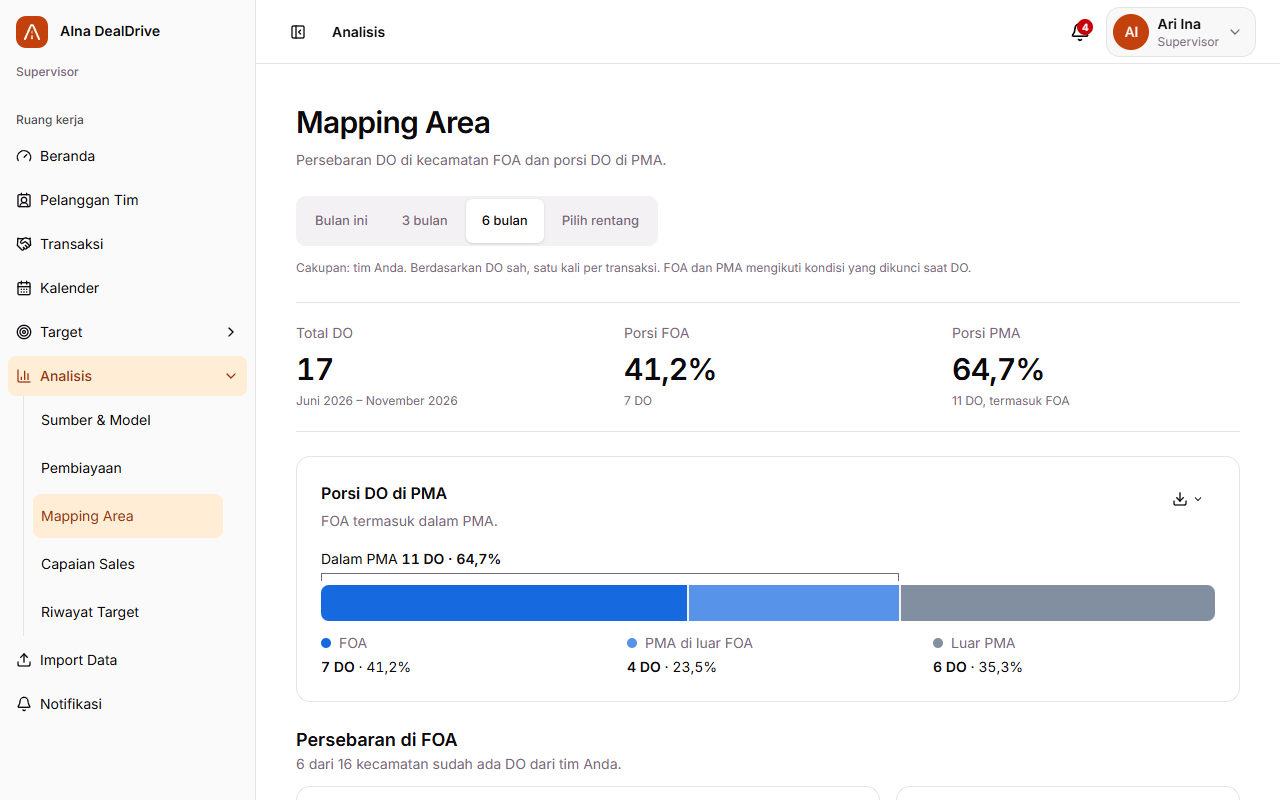 AIna DealDrive
Supervisor
Ruang kerja
Beranda
Pelanggan Tim
Transaksi
Kalender
Target
Analisis
Sumber & Model
Pembiayaan
Mapping Area
Capaian Sales
Riwayat Target
Import Data
Notifikasi
Analisis
4
AI
Ari Ina
Supervisor
Mapping Area
Persebaran DO di kecamatan FOA dan porsi DO di PMA.
Bulan ini 3 bulan 6 bulan Pilih rentang
Cakupan: tim Anda. Berdasarkan DO sah, satu kali per transaksi. FOA dan PMA mengikuti kondisi yang dikunci saat DO.
Total DO
17
Juni 2026 – November 2026
Porsi FOA
41,2%
7 DO
Porsi PMA
64,7%
11 DO, termasuk FOA
Porsi DO di PMA
FOA termasuk dalam PMA.
Dalam PMA 11 DO · 64,7%
FOA
7 DO · 41,2%
PMA di luar FOA
4 DO · 23,5%
Luar PMA
6 DO · 35,3%
Persebaran di FOA
6 dari 16 kecamatan sudah ada DO dari tim Anda.